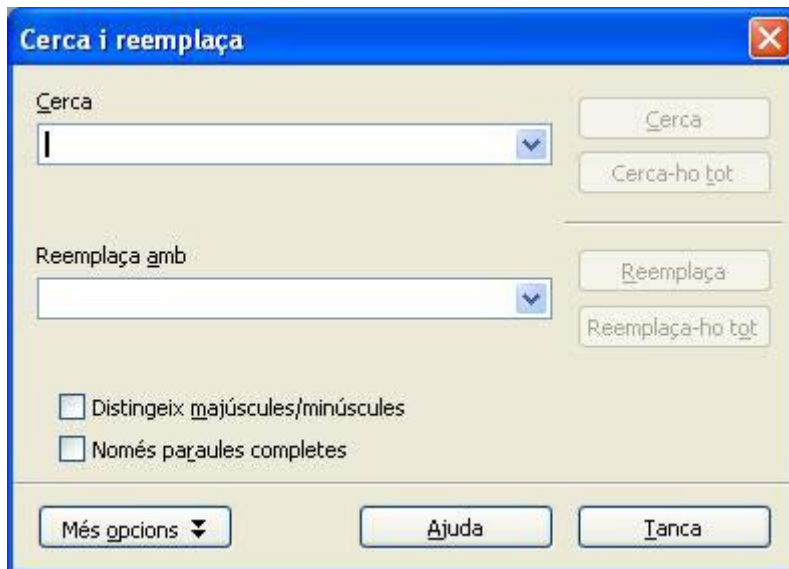 Cerca i reemplaça
Cerca
Cerca
Cerca-ho tot
Reemplaça amb
Reemplaça
Reemplaça-ho tot
Distingeix majúscules/minúscules
Només paraules completes
Més opcions
Ajuda
Tanca